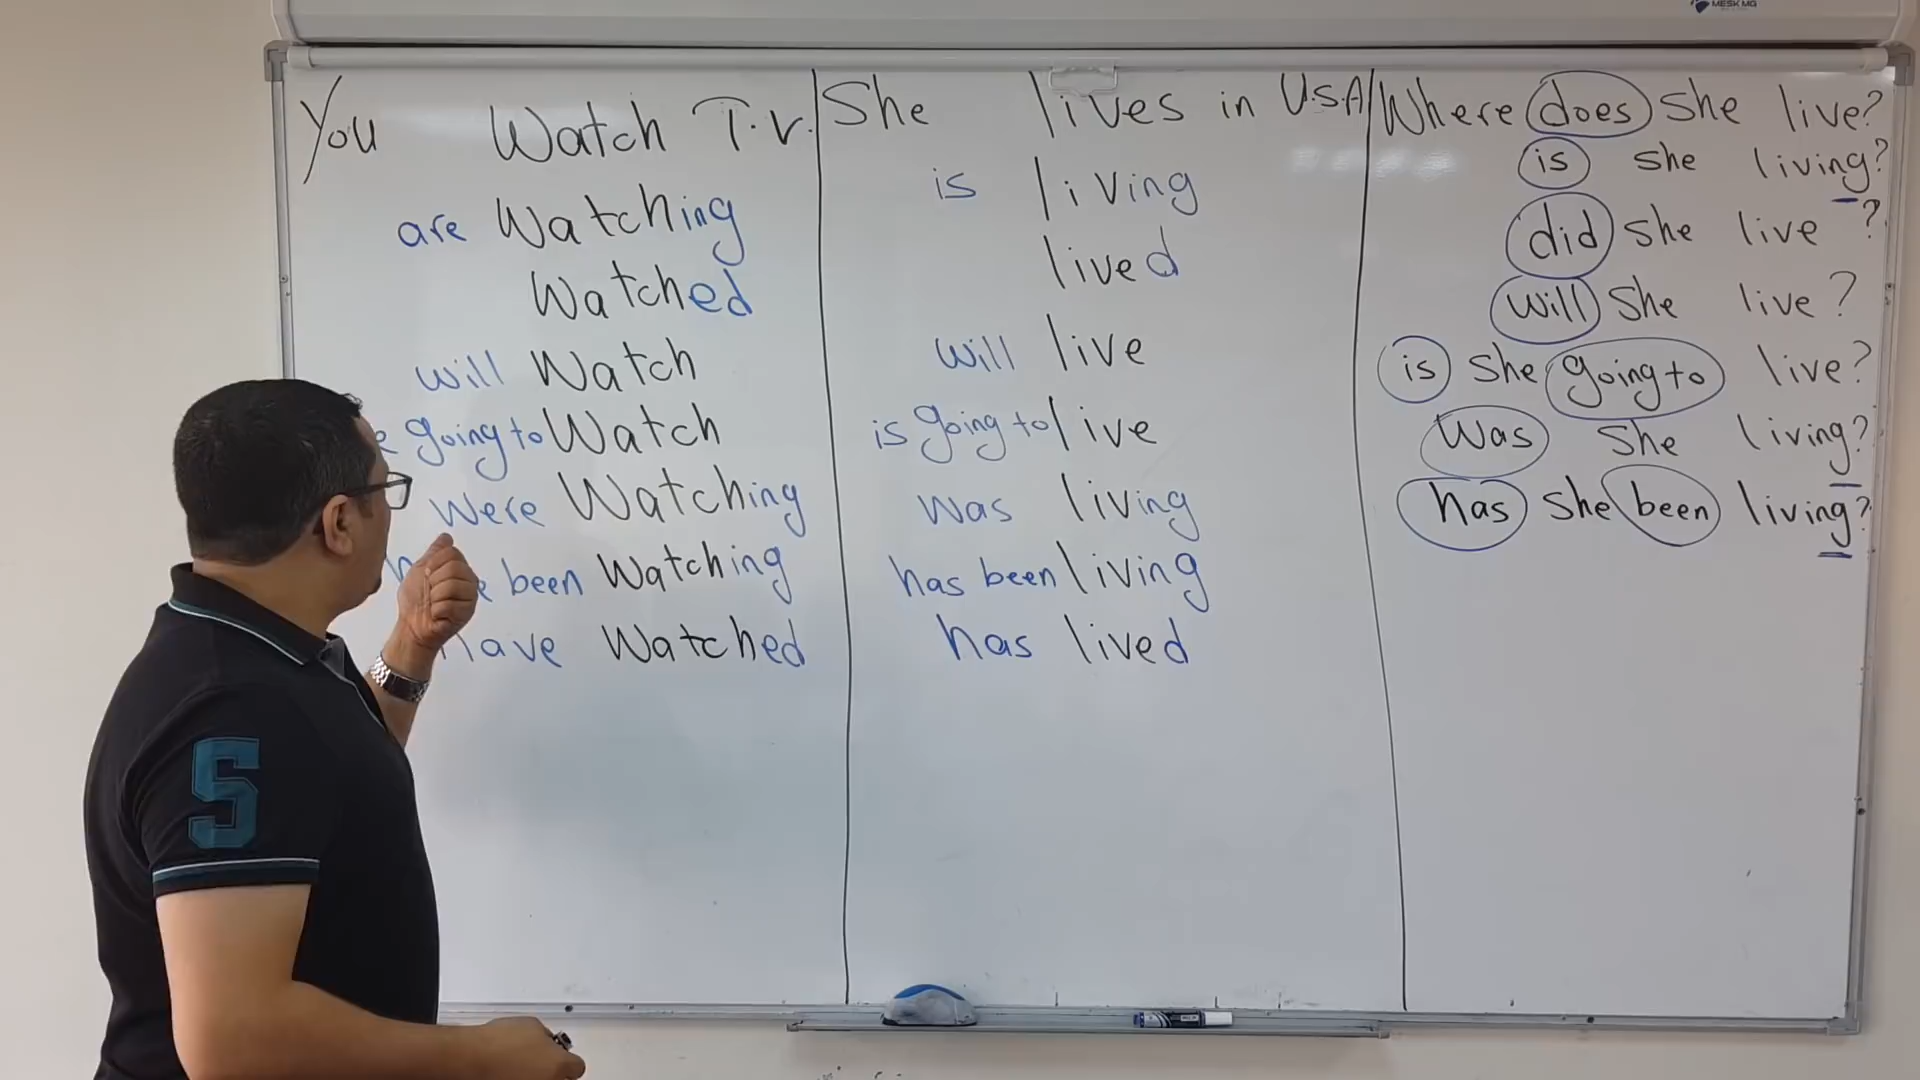 MESK MG
You Watch T.V.
are Watching
Watched
will Watch
going to Watch
were Watching
been Watching
have Watched
She lives in U.S.A
is living
lived
will live
is going to live
was living
has been living
has lived
Where does she live?
is she living?
did she live ?
will she live?
is she going to live?
Was she living?
has she been living?
5